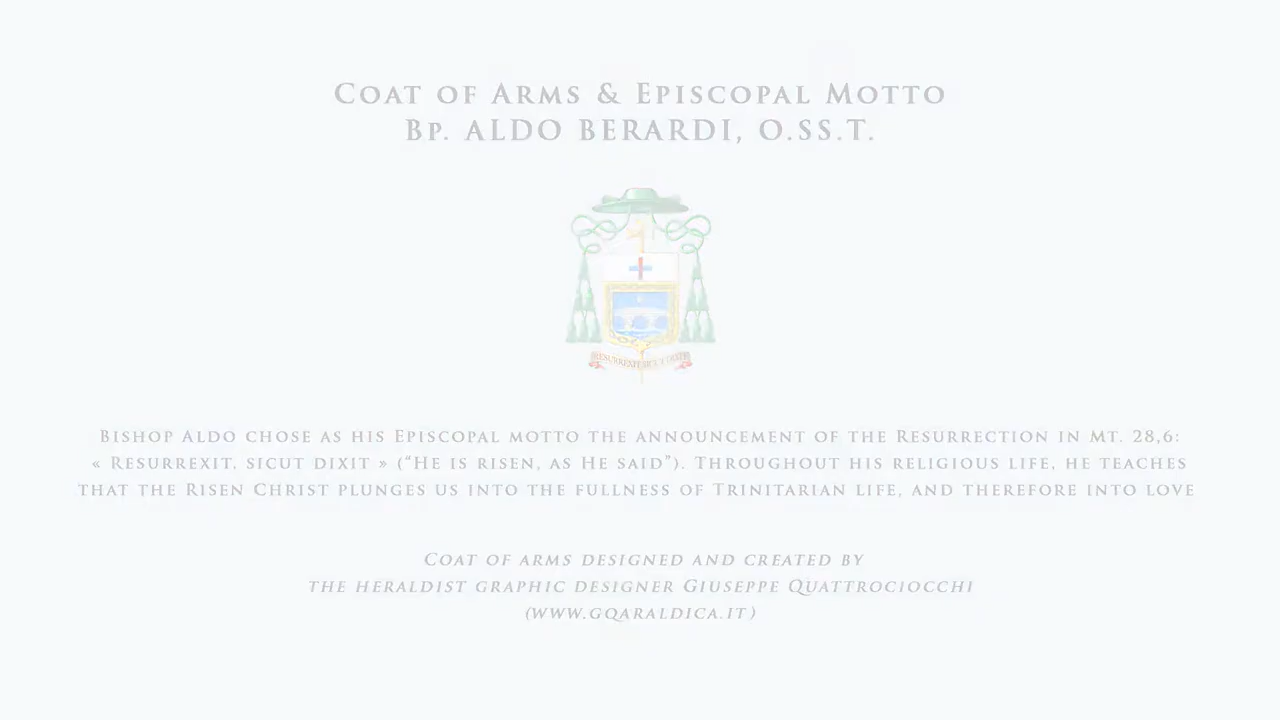 Coat of Arms & Episcopal Motto
Bp. ALDO BERARDI, O.SS.T.
RESURREXIT SICUT DIXIT
Bishop Aldo chose as his Episcopal motto the announcement of the Resurrection in Mt. 28,6:
« Resurrexit, sicut dixit » (“He is risen, as He said”). Throughout his religious life, he teaches
that the Risen Christ plunges us into the fullness of Trinitarian life, and therefore into love
Coat of arms designed and created by
the heraldist graphic designer Giuseppe Quattrociocchi
(www.gqaraldica.it)